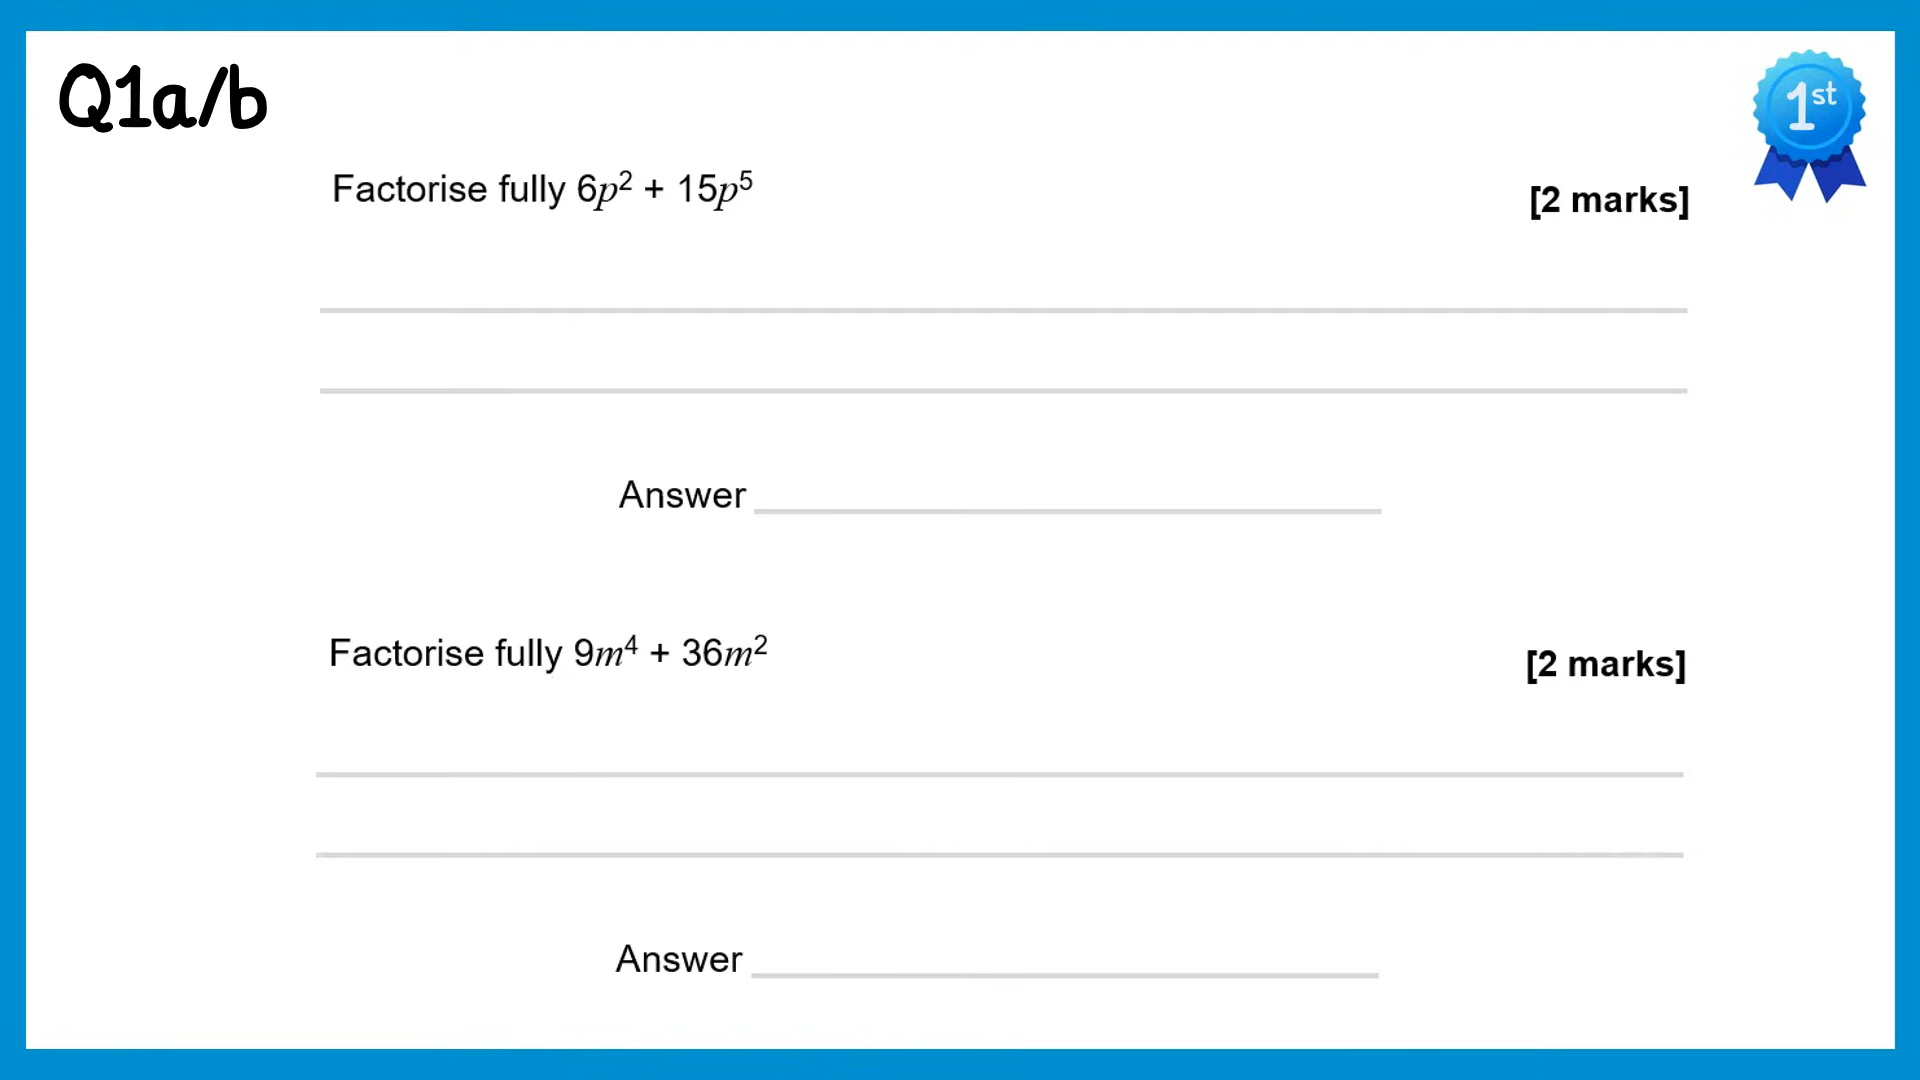 Q1a/b
1st
Factorise fully 6p² + 15p⁵
[2 marks]
Answer
Factorise fully 9m⁴ + 36m²
[2 marks]
Answer